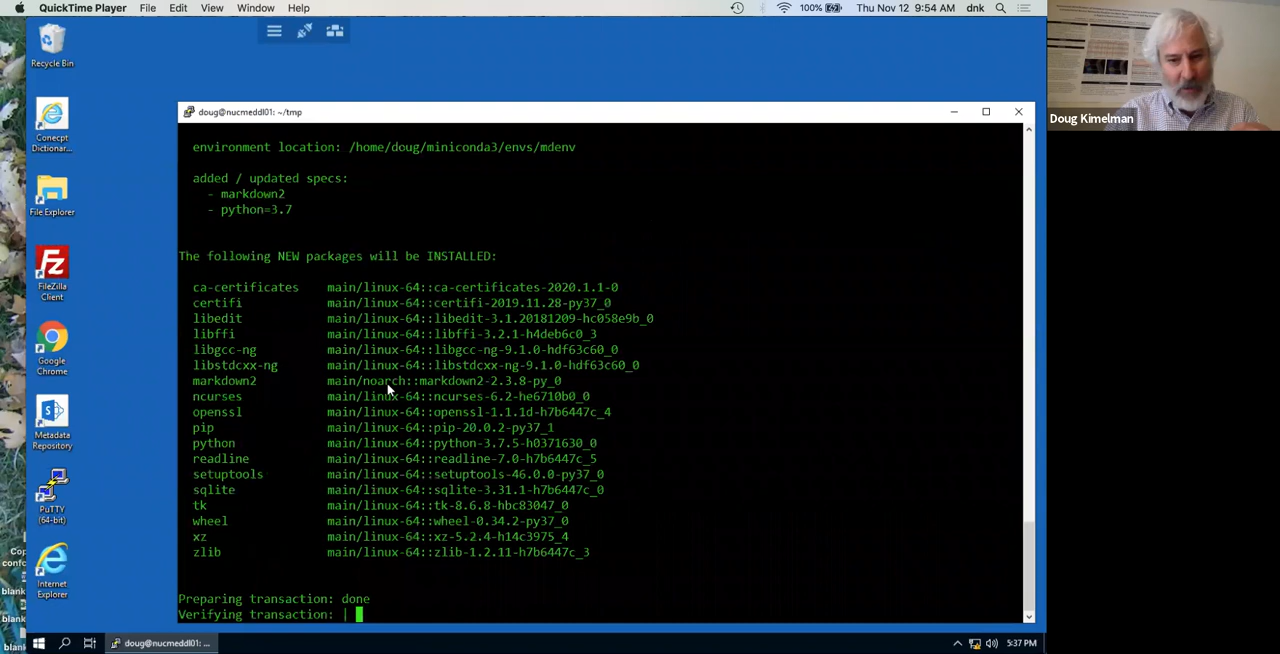 QuickTime Player File Edit View Window Help
100% Thu Nov 12 9:54 AM dnk
Recycle Bin
Conecpt
Dictionar...
File Explorer
FileZilla
Client
Google
Chrome
Metadata
Repository
PuTTY
(64-bit)
Internet
Explorer
Cop
confc
blank
blank
blank
doug@nucmeddl01: ~/tmp
environment location: /home/doug/miniconda3/envs/mdenv
added / updated specs:
- markdown2
- python=3.7
The following NEW packages will be INSTALLED:
ca-certificates main/linux-64::ca-certificates-2020.1.1-0
certifi main/linux-64::certifi-2019.11.28-py37_0
libedit main/linux-64::libedit-3.1.20181209-hc058e9b_0
libffi main/linux-64::libffi-3.2.1-h4deb6c0_3
libgcc-ng main/linux-64::libgcc-ng-9.1.0-hdf63c60_0
libstdcxx-ng main/linux-64::libstdcxx-ng-9.1.0-hdf63c60_0
markdown2 main/noarch::markdown2-2.3.8-py_0
ncurses main/linux-64::ncurses-6.2-he6710b0_0
openssl main/linux-64::openssl-1.1.1d-h7b6447c_4
pip main/linux-64::pip-20.0.2-py37_1
python main/linux-64::python-3.7.5-h0371630_0
readline main/linux-64::readline-7.0-h7b6447c_5
setuptools main/linux-64::setuptools-46.0.0-py37_0
sqlite main/linux-64::sqlite-3.31.1-h7b6447c_0
tk main/linux-64::tk-8.6.8-hbc83047_0
wheel main/linux-64::wheel-0.34.2-py37_0
xz main/linux-64::xz-5.2.4-h14c3975_4
zlib main/linux-64::zlib-1.2.11-h7b6447c_3
Preparing transaction: done
Verifying transaction: |
doug@nucmeddl01: ...
5:37 PM
Doug Kimelman